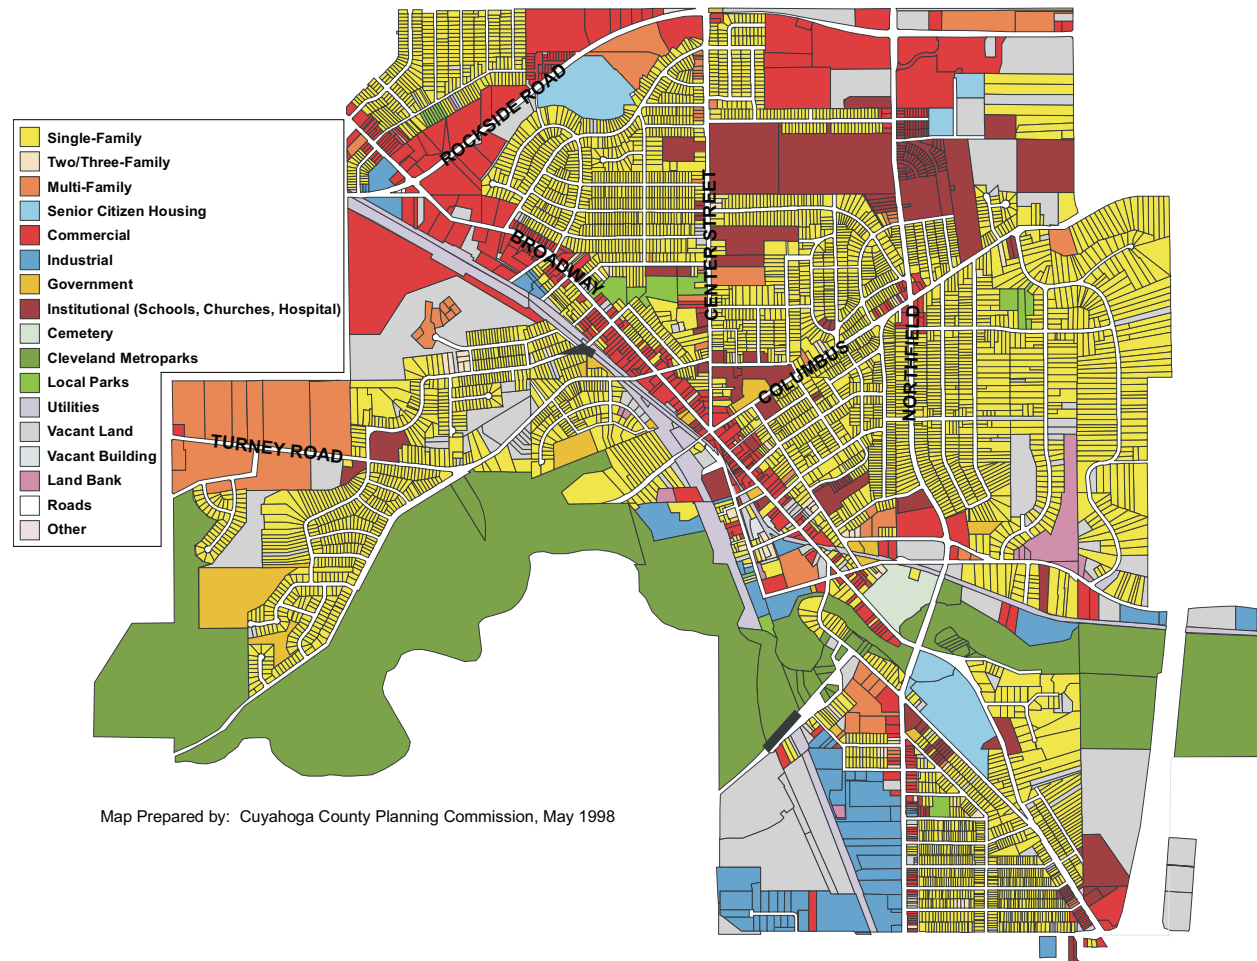 ROCKSIDE ROAD
Single-Family
Two/Three-Family
Multi-Family
Senior Citizen Housing
Commercial
Industrial
Government
Institutional (Schools, Churches, Hospital)
Cemetery
Cleveland Metroparks
Local Parks
Utilities
Vacant Land
Vacant Building
Land Bank
Roads
Other
CENTER STREET
BROADWAY
NORTHFIELD
COLUMBUS
TURNEY ROAD
Map Prepared by: Cuyahoga County Planning Commission, May 1998